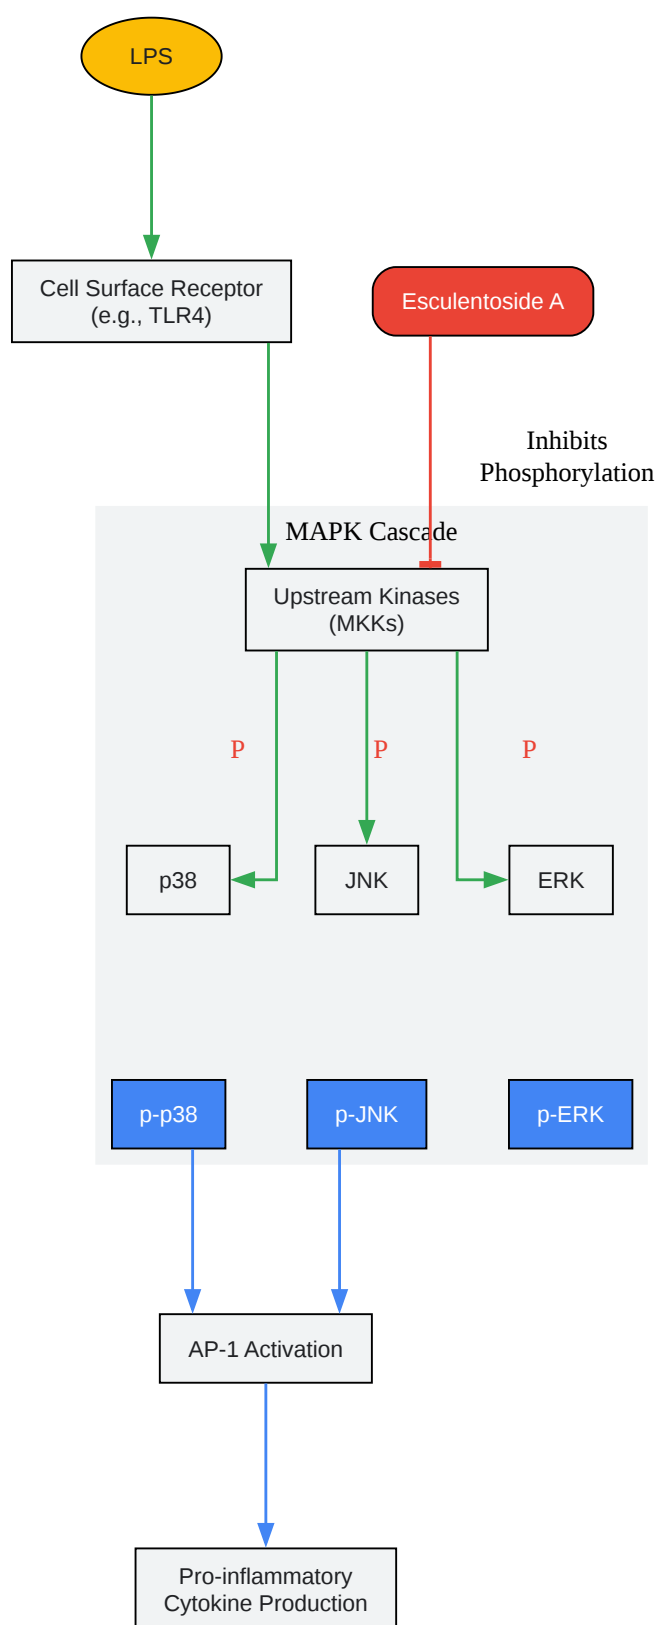 LPS
Cell Surface Receptor
(e.g., TLR4)
Esculentoside A
Inhibits
Phosphorylation
MAPK Cascade
Upstream Kinases
(MKKs)
P
P
P
p38
JNK
ERK
p-p38
p-JNK
p-ERK
AP-1 Activation
Pro-inflammatory
Cytokine Production